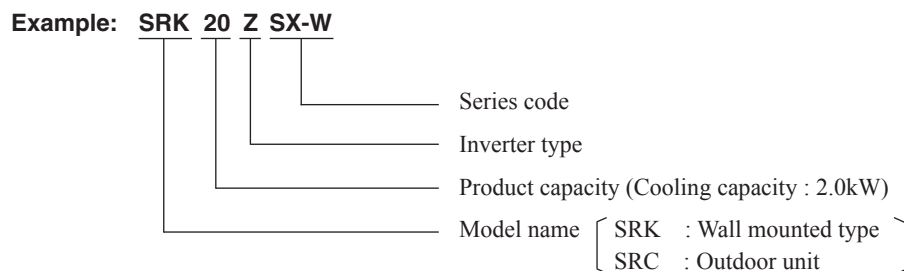 Example: SRK 20 Z SX-W
Series code
Inverter type
Product capacity (Cooling capacity : 2.0kW)
Model name SRK : Wall mounted type
SRC : Outdoor unit